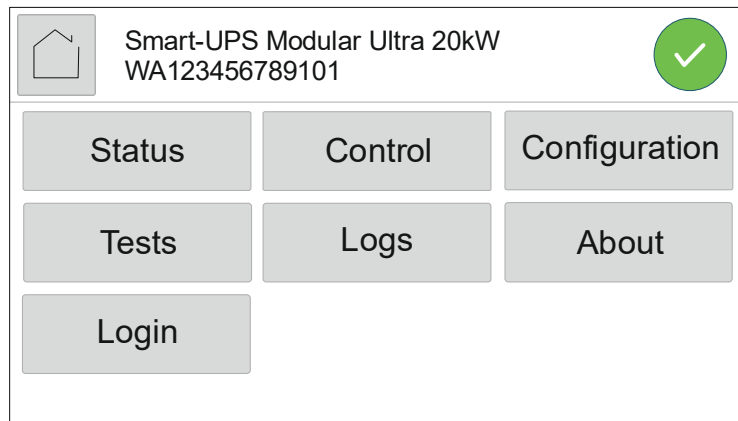 Smart-UPS Modular Ultra 20kW
WA123456789101
Status
Control
Configuration
Tests
Logs
About
Login